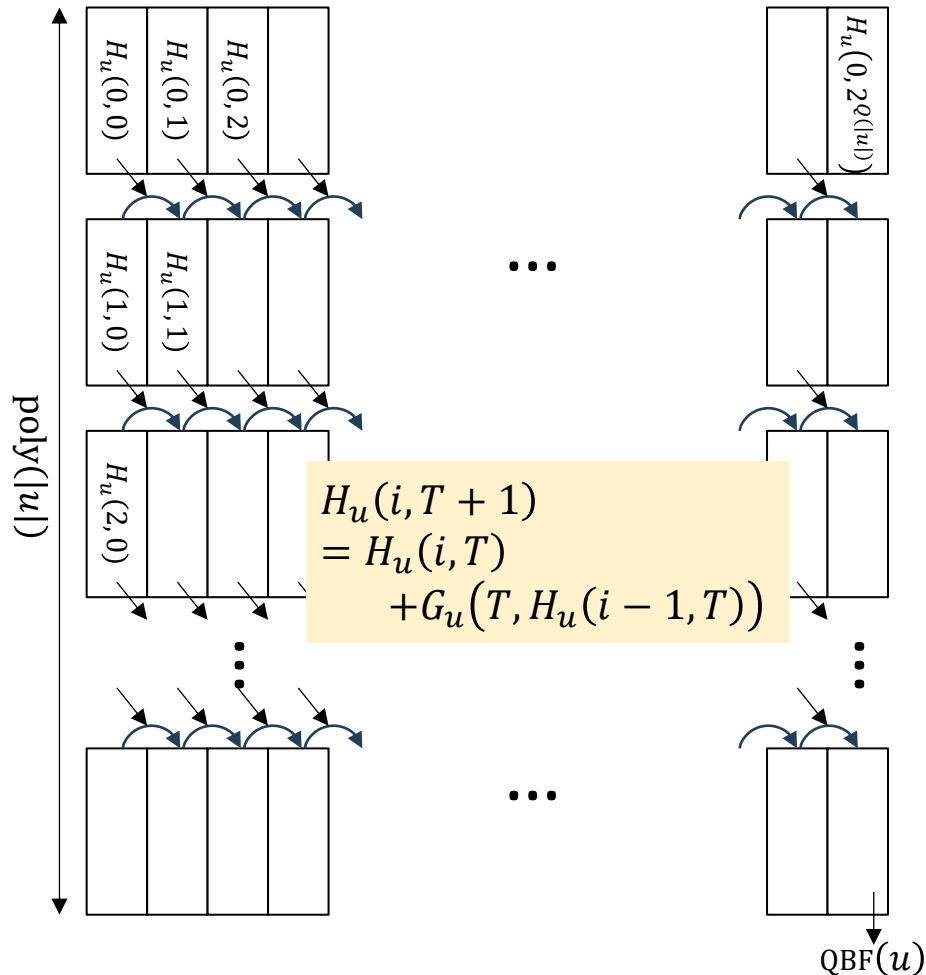 H_u(0, 0)
H_u(0, 1)
H_u(0, 2)
H_u(0, 2^{Q(|u|)})
...
H_u(1, 0)
H_u(1, 1)
poly(|u|)
H_u(2, 0)
H_u(i, T + 1)
= H_u(i, T)
+G_u(T, H_u(i − 1, T))
...
QBF(u)